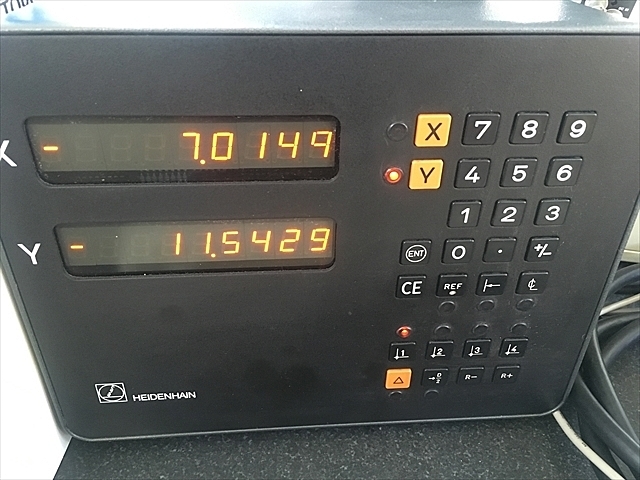 X - 7.0149
Y - 11.5429
X 7 8 9
Y 4 5 6
1 2 3
ENT 0 . +/-
CE REF ℄
1 2 3 4
△ →D/2 R- R+
HEIDENHAIN